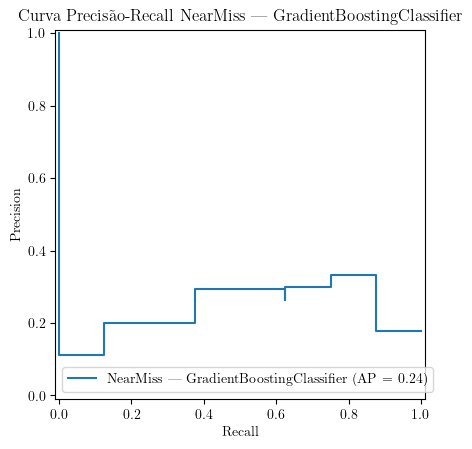 Curva Precisão-Recall NearMiss — GradientBoostingClassifier
1.0
0.8
0.6
0.4
0.2
0.0
Precision
NearMiss — GradientBoostingClassifier (AP = 0.24)
0.0 0.2 0.4 0.6 0.8 1.0
Recall